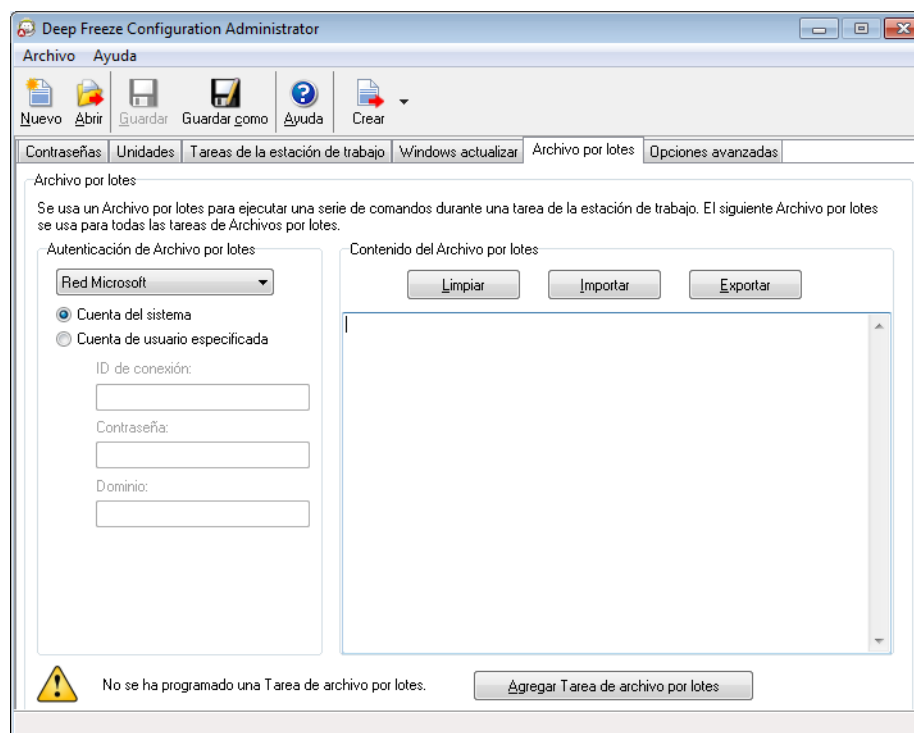 Deep Freeze Configuration Administrator
Archivo Ayuda
Nuevo Abrir Guardar Guardar como Ayuda Crear
Contraseñas Unidades Tareas de la estación de trabajo Windows actualizar Archivo por lotes Opciones avanzadas
Archivo por lotes
Se usa un Archivo por lotes para ejecutar una serie de comandos durante una tarea de la estación de trabajo. El siguiente Archivo por lotes
se usa para todas las tareas de Archivos por lotes.
Autenticación de Archivo por lotes
Red Microsoft
Cuenta del sistema
Cuenta de usuario especificada
ID de conexión:
Contraseña:
Dominio:
Contenido del Archivo por lotes
Limpiar Importar Exportar
No se ha programado una Tarea de archivo por lotes.
Agregar Tarea de archivo por lotes